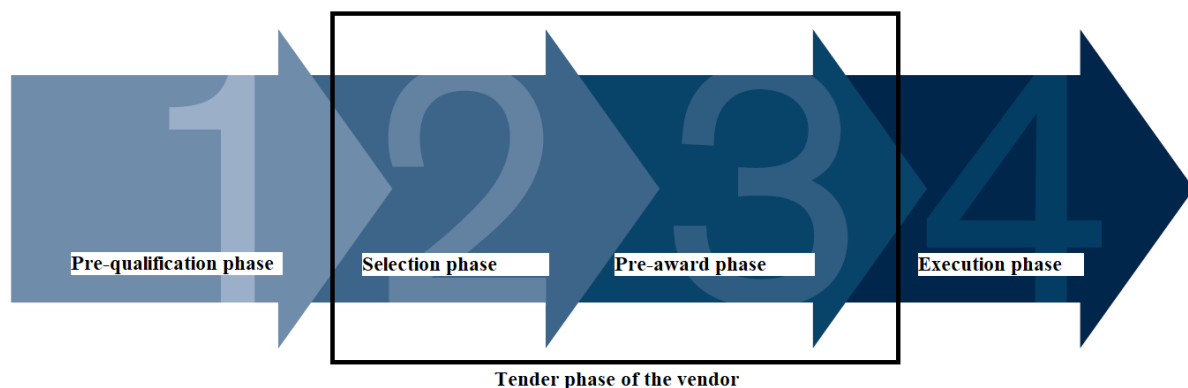 1
2
3
4
Pre-qualification phase
Selection phase
Pre-award phase
Execution phase
Tender phase of the vendor